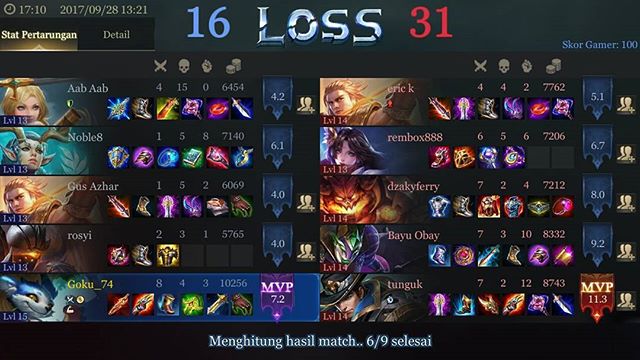 17:10 2017/09/28 13:21
16 LOSS 31
Stat Pertarungan Detail
Skor Gamer: 100
Aab Aab 4 15 0 6454
4.2
Lvl 13
eric k 4 4 2 7762
5.1
Lvl 14
Noble8 1 5 8 7140
6.1
Lvl 13
rembox888 6 5 6 7206
6.7
Lvl 13
Gus Azhar 1 5 2 6069
4.0
Lvl 13
dzakyferry 7 2 4 7212
8.0
Lvl 14
rosyi 2 3 1 5765
4.0
Lvl 13
Bayu Obay 7 3 10 8332
9.2
Lvl 14
Goku_74 8 4 3 10256
MVP
7.2
Lvl 15
tunguk 7 2 12 8743
MVP
11.3
Lvl 14
Menghitung hasil match.. 6/9 selesai